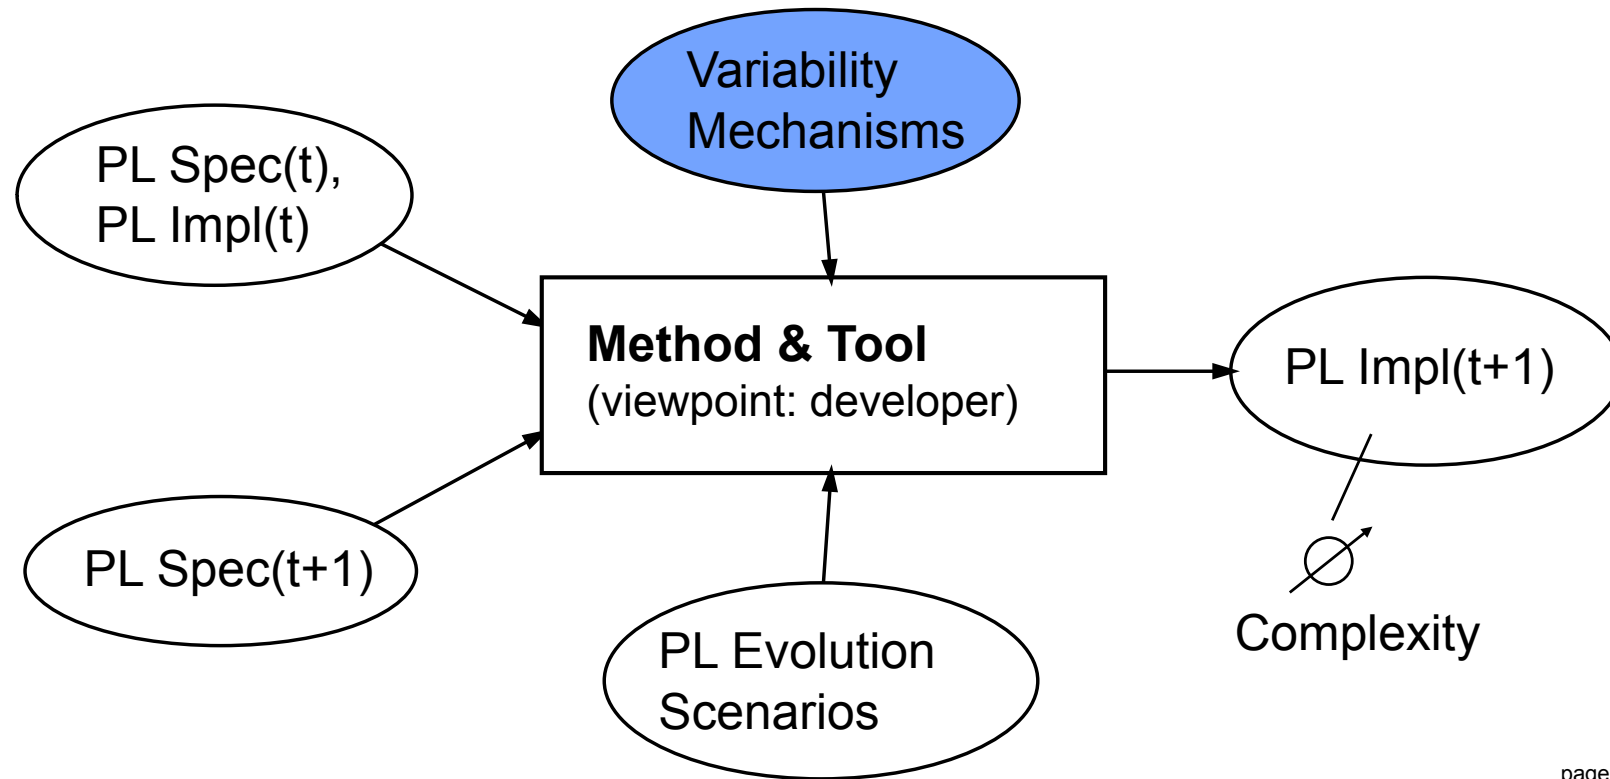 Variability
Mechanisms
PL Spec(t),
PL Impl(t)
Method & Tool
(viewpoint: developer)
PL Impl(t+1)
PL Spec(t+1)
PL Evolution
Scenarios
Complexity
page